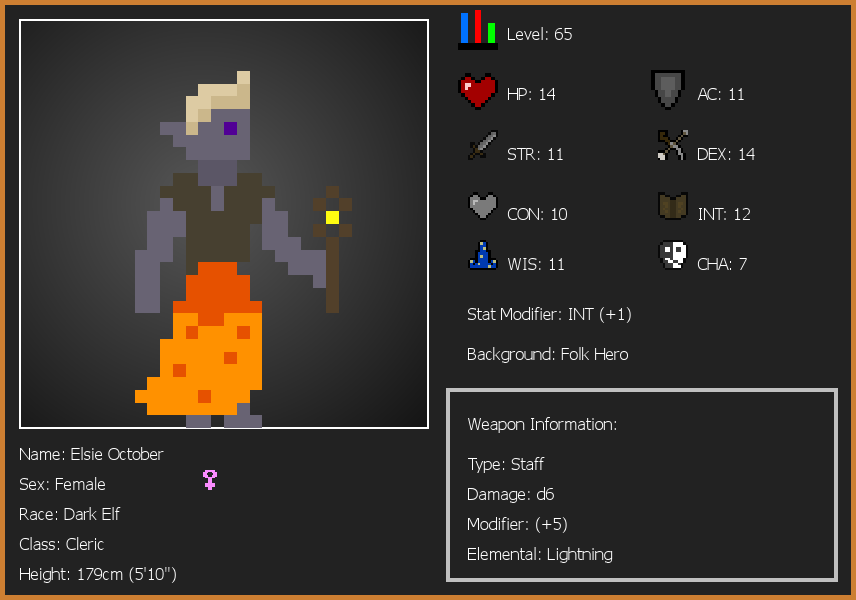 Level: 65
HP: 14
AC: 11
STR: 11
DEX: 14
CON: 10
INT: 12
WIS: 11
CHA: 7
Stat Modifier: INT (+1)
Background: Folk Hero
Weapon Information:
Type: Staff
Damage: d6
Modifier: (+5)
Elemental: Lightning
Name: Elsie October
Sex: Female
Race: Dark Elf
Class: Cleric
Height: 179cm (5'10")